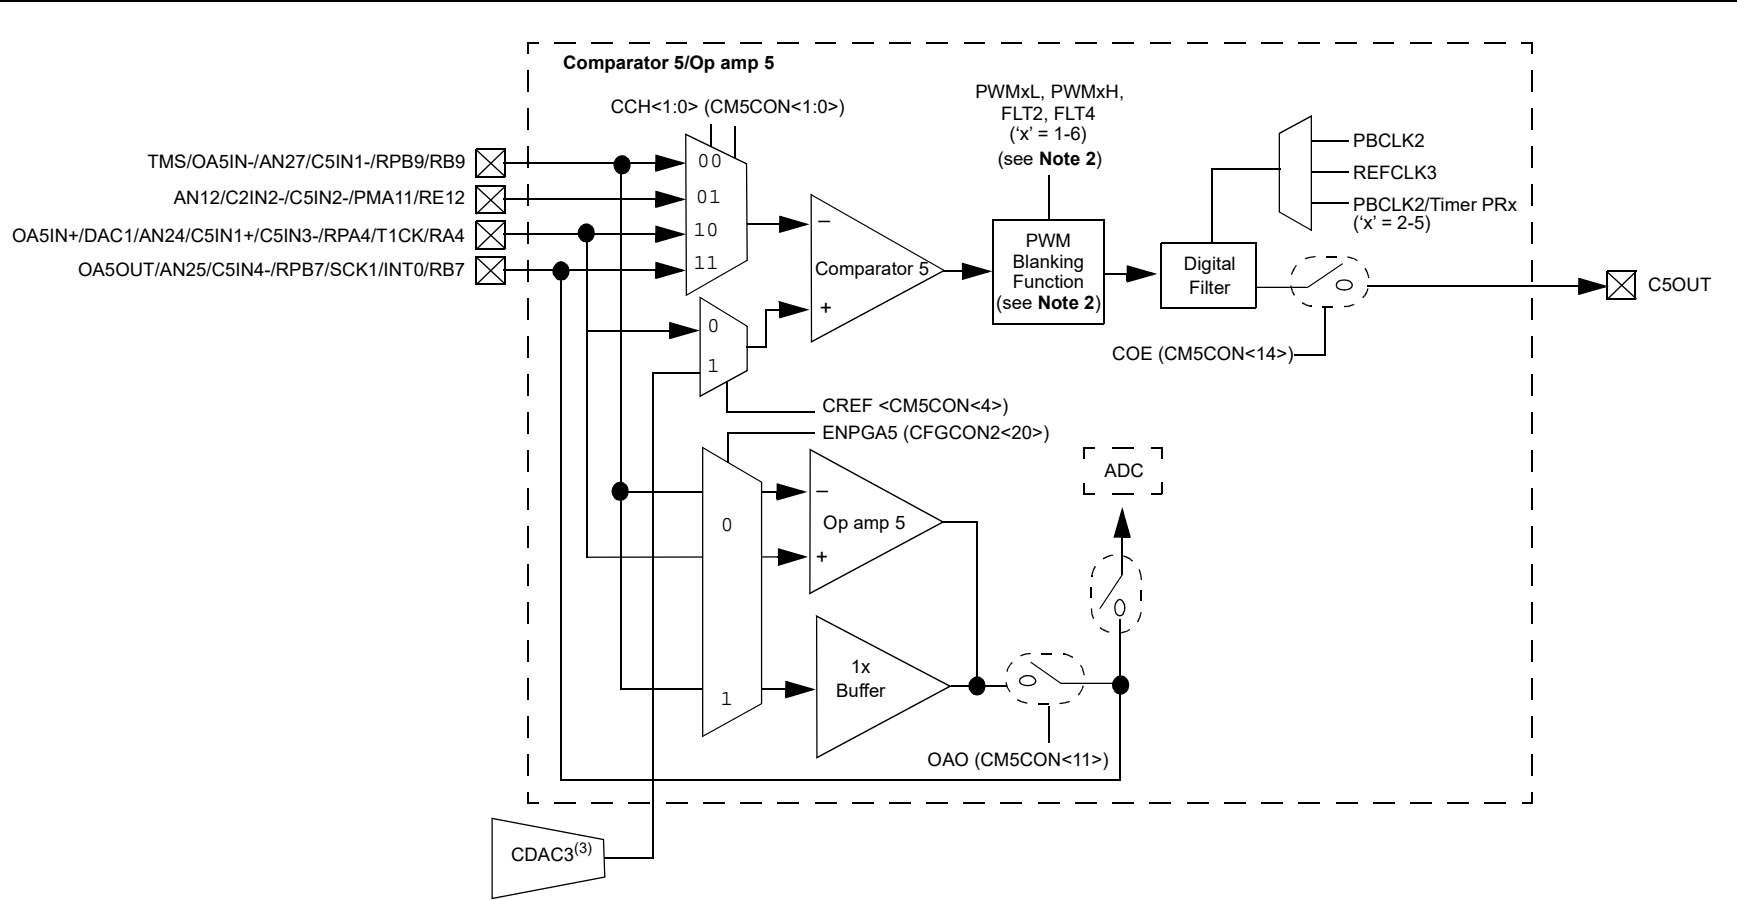 Comparator 5/Op amp 5
CCH<1:0> (CM5CON<1:0>)
PWMxL, PWMxH,
FLT2, FLT4
(‘x’ = 1-6)
(see Note 2)
TMS/OA5IN-/AN27/C5IN1-/RPB9/RB9
AN12/C2IN2-/C5IN2-/PMA11/RE12
OA5IN+/DAC1/AN24/C5IN1+/C5IN3-/RPA4/T1CK/RA4
OA5OUT/AN25/C5IN4-/RPB7/SCK1/INT0/RB7
00
01
10
11
0
1
–
Comparator 5
+
PWM
Blanking
Function
(see Note 2)
Digital
Filter
PBCLK2
REFCLK3
PBCLK2/Timer PRx
(‘x’ = 2-5)
C5OUT
COE (CM5CON<14>)
CREF <CM5CON<4>)
ENPGA5 (CFGCON2<20>)
0
1
–
Op amp 5
+
1x
Buffer
ADC
OAO (CM5CON<11>)
CDAC3(3)